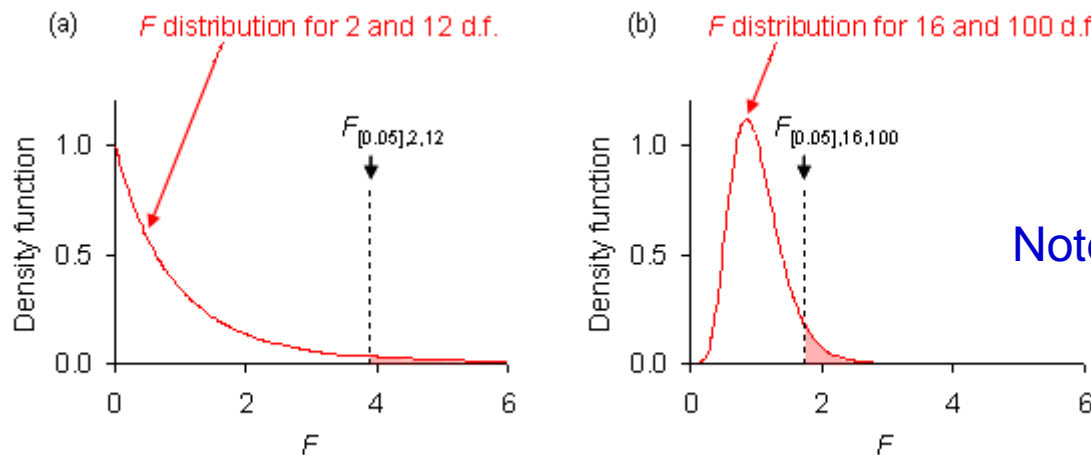 (a) F distribution for 2 and 12 d.f.
Density function
1.0
0.5
0.0
F[0.05],2,12
0 2 4 6
F
(b) F distribution for 16 and 100 d.f
Density function
1.0
0.5
0.0
F[0.05],16,100
0 2 4 6
F
Note